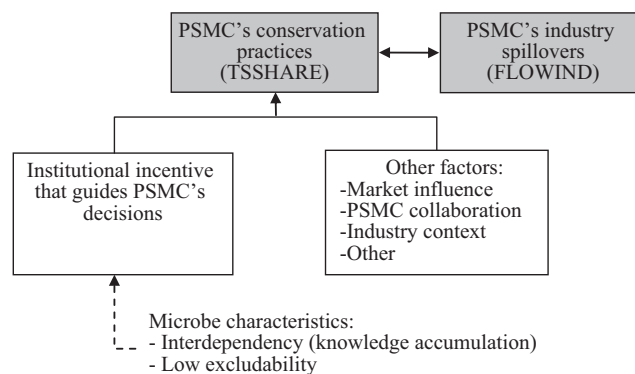 PSMC’s conservation
practices
(TSSHARE)
PSMC’s industry
spillovers
(FLOWIND)
Institutional incentive
that guides PSMC’s
decisions
Other factors:
-Market influence
-PSMC collaboration
-Industry context
-Other
Microbe characteristics:
- Interdependency (knowledge accumulation)
- Low excludability